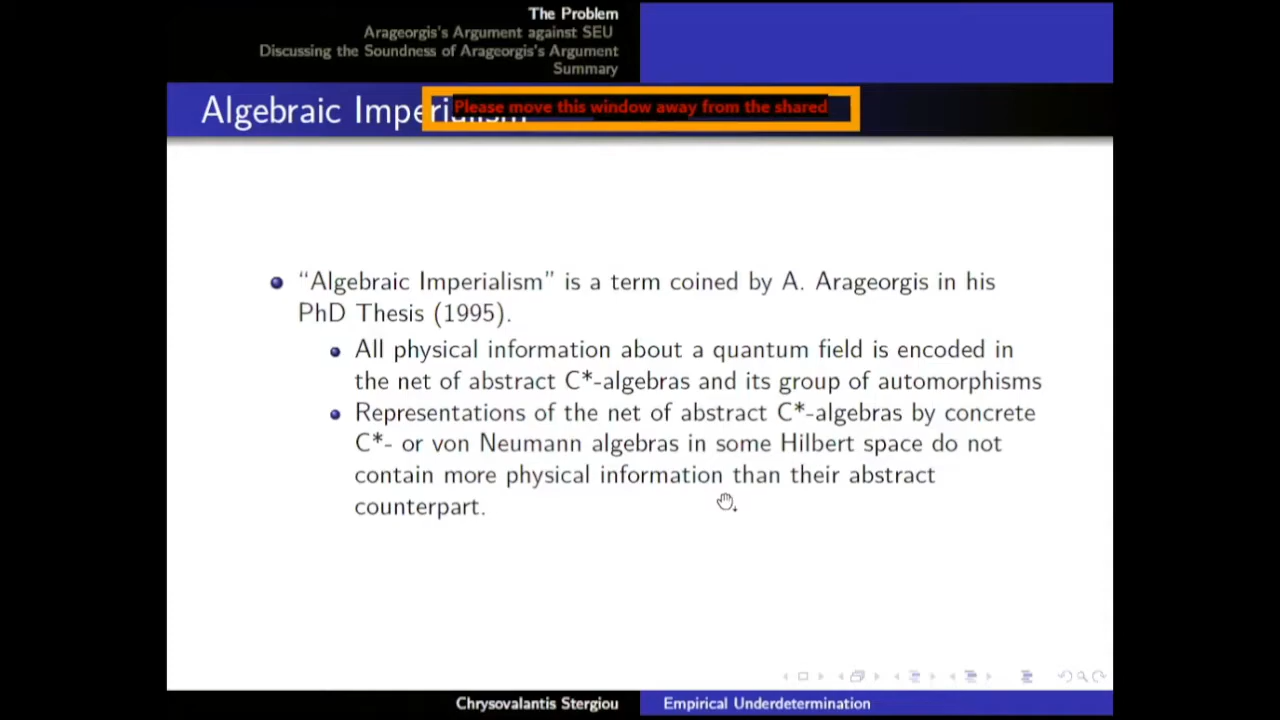 The Problem
Arageorgis's Argument against SEU
Discussing the Soundness of Arageorgis's Argument
Summary
Algebraic Imperialism
Please move this window away from the shared
“Algebraic Imperialism” is a term coined by A. Arageorgis in his
PhD Thesis (1995).
All physical information about a quantum field is encoded in
the net of abstract C*-algebras and its group of automorphisms
Representations of the net of abstract C*-algebras by concrete
C*- or von Neumann algebras in some Hilbert space do not
contain more physical information than their abstract
counterpart.
Chrysovalantis Stergiou
Empirical Underdetermination